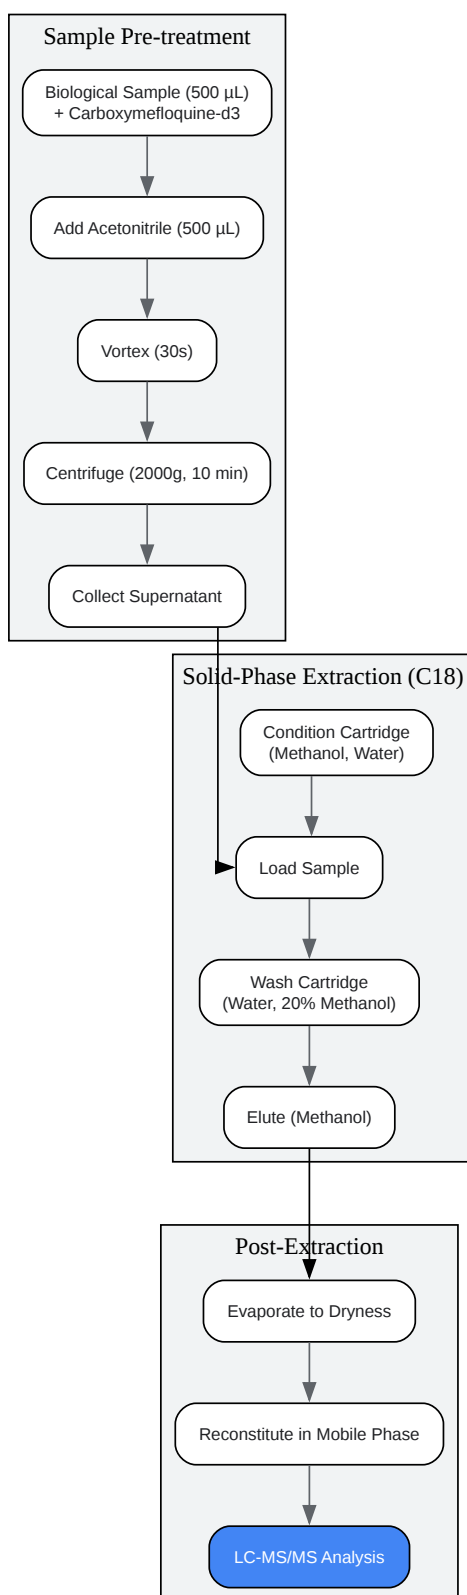 Sample Pre-treatment
Biological Sample (500 µL)
+ Carboxymefloquine-d3
Add Acetonitrile (500 µL)
Vortex (30s)
Centrifuge (2000g, 10 min)
Collect Supernatant
Solid-Phase Extraction (C18)
Condition Cartridge
(Methanol, Water)
Load Sample
Wash Cartridge
(Water, 20% Methanol)
Elute (Methanol)
Post-Extraction
Evaporate to Dryness
Reconstitute in Mobile Phase
LC-MS/MS Analysis